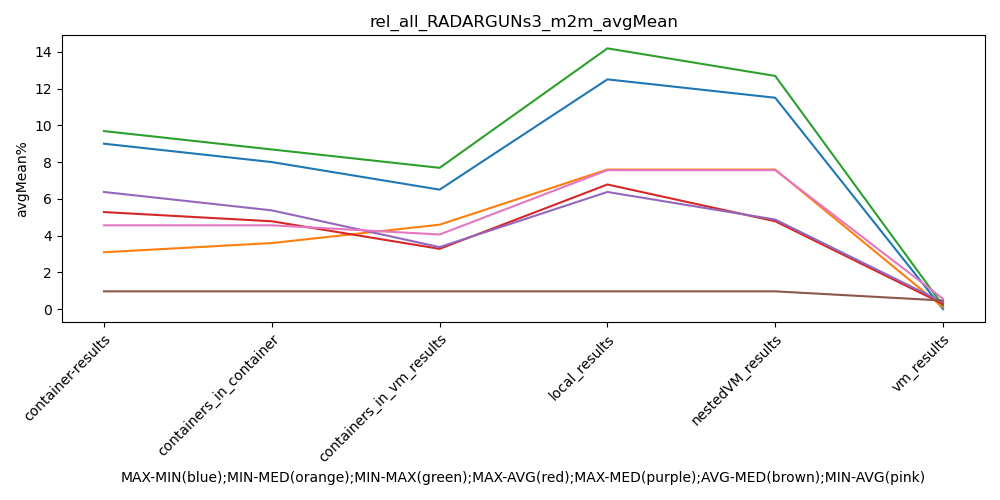 rel_all_RADARGUNs3_m2m_avgMean
avgMean%
14
12
10
8
6
4
2
0
container-results
containers_in_container
containers_in_vm_results
local_results
nestedVM_results
vm_results
MAX-MIN(blue);MIN-MED(orange);MIN-MAX(green);MAX-AVG(red);MAX-MED(purple);AVG-MED(brown);MIN-AVG(pink)